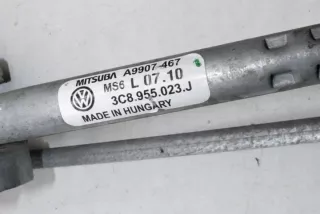 MITSUBA A9907-467
MS6 L 07.10
3C8.955.023.J
MADE IN HUNGARY